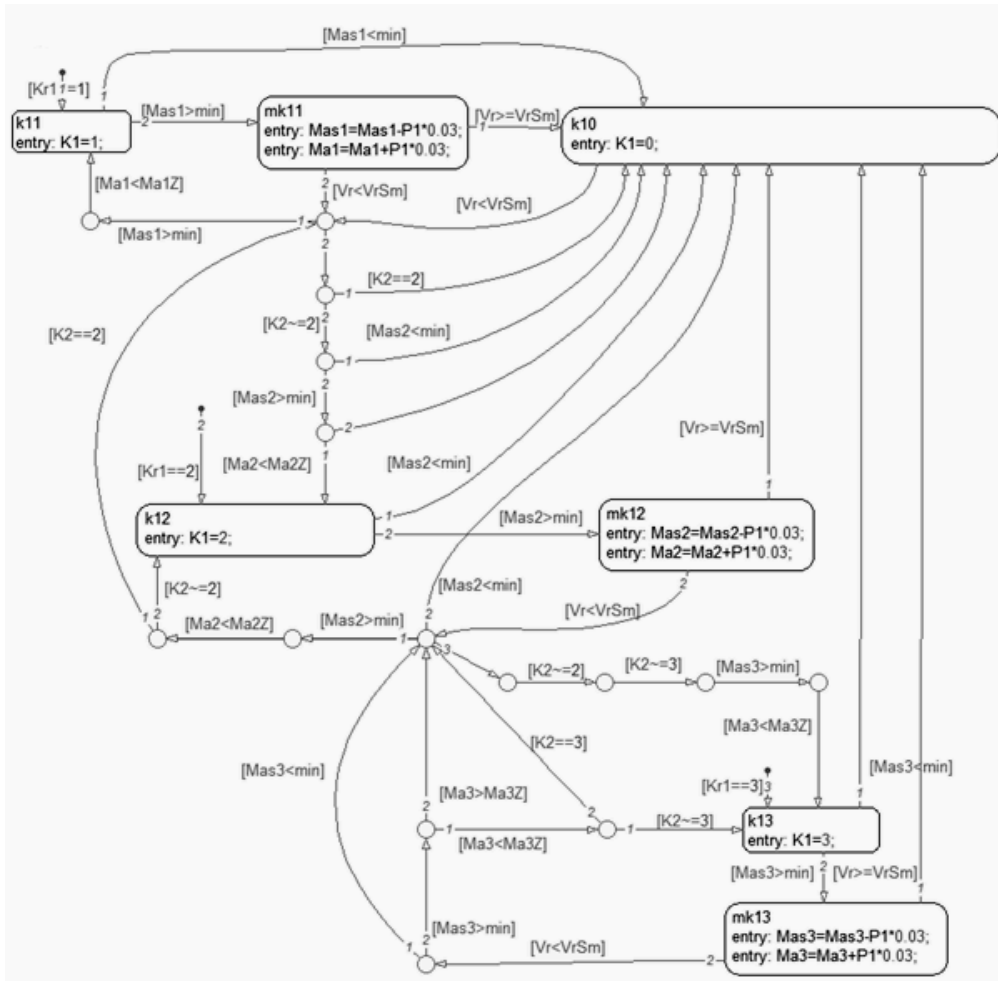 [Mas1<min]
[Kr1==1]
1
1
k11
entry: K1=1;
2
[Mas1>min]
mk11
entry: Mas1=Mas1-P1*0.03;
entry: Ma1=Ma1+P1*0.03;
[Vr>=VrSm]
1
k10
entry: K1=0;
[Ma1<Ma1Z]
2
[Vr<VrSm]
[Vr<VrSm]
[Mas1>min]
1
2
[K2==2]
1
[K2==2]
[K2~=2]
2
[Mas2<min]
1
2
[Mas2>min]
2
2
[Kr1==2]
[Ma2<Ma2Z]
1
[Mas2<min]
[Vr>=VrSm]
1
k12
entry: K1=2;
1
2
[Mas2>min]
mk12
entry: Mas2=Mas2-P1*0.03;
entry: Ma2=Ma2+P1*0.03;
[K2~=2]
[Mas2<min]
2
[Vr<VrSm]
1
2
[Ma2<Ma2Z]
[Mas2>min]
1
2
3
[K2~=2]
[K2~=3]
[Mas3>min]
[Ma3<Ma3Z]
[K2==3]
[Mas3<min]
[Mas3<min]
[Kr1==3]
3
[Ma3>Ma3Z]
2
2
1
1
[Ma3<Ma3Z]
1
[K2~=3]
k13
entry: K1=3;
[Mas3>min]
2
[Vr>=VrSm]
1
mk13
entry: Mas3=Mas3-P1*0.03;
entry: Ma3=Ma3+P1*0.03;
[Mas3>min]
1
2
[Vr<VrSm]
2